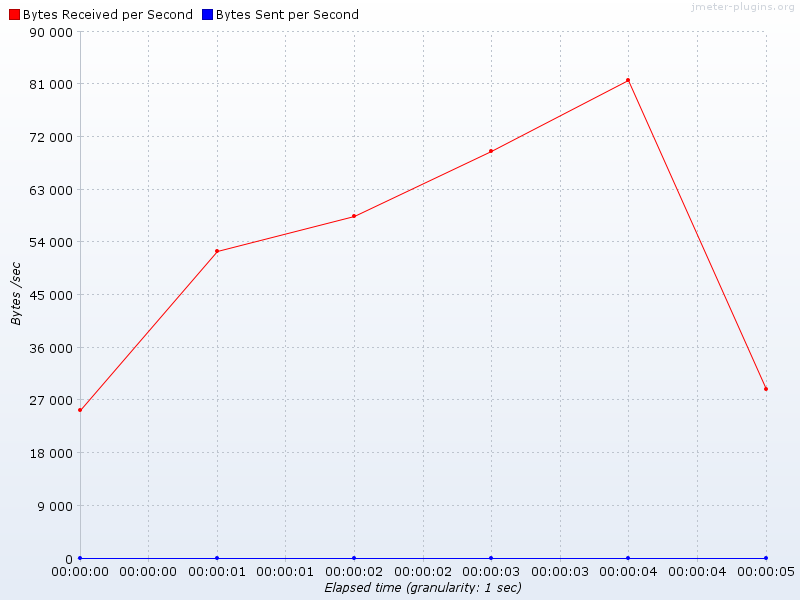 jmeter-plugins.org
Bytes Received per Second Bytes Sent per Second
90 000
81 000
72 000
63 000
54 000
45 000
36 000
27 000
18 000
9 000
0
Bytes /sec
00:00:00 00:00:00 00:00:01 00:00:01 00:00:02 00:00:02 00:00:03 00:00:03 00:00:04 00:00:04 00:00:05
Elapsed time (granularity: 1 sec)